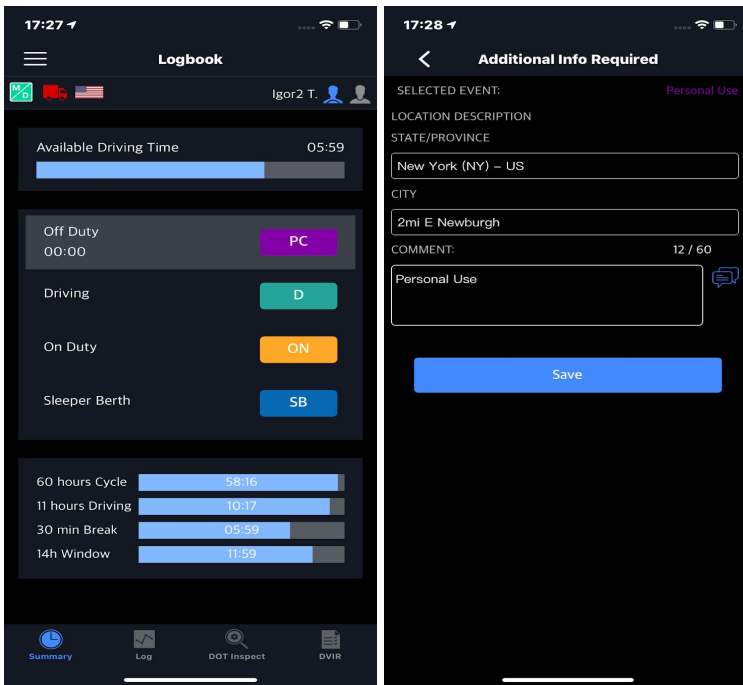 17:27
Logbook
M/D
Igor2 T.
Available Driving Time 05:59
Off Duty
00:00
PC
Driving D
On Duty ON
Sleeper Berth SB
60 hours Cycle 58:16
11 hours Driving 10:17
30 min Break 05:59
14h Window 11:59
Summary Log DOT Inspect DVIR
17:28
Additional Info Required
SELECTED EVENT: Personal Use
LOCATION DESCRIPTION
STATE/PROVINCE
New York (NY) – US
CITY
2mi E Newburgh
COMMENT: 12 / 60
Personal Use
Save